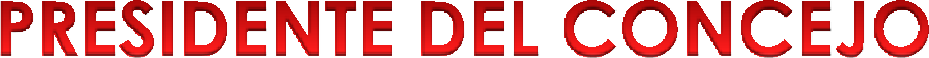 PRESIDENTE DEL CONCEJO